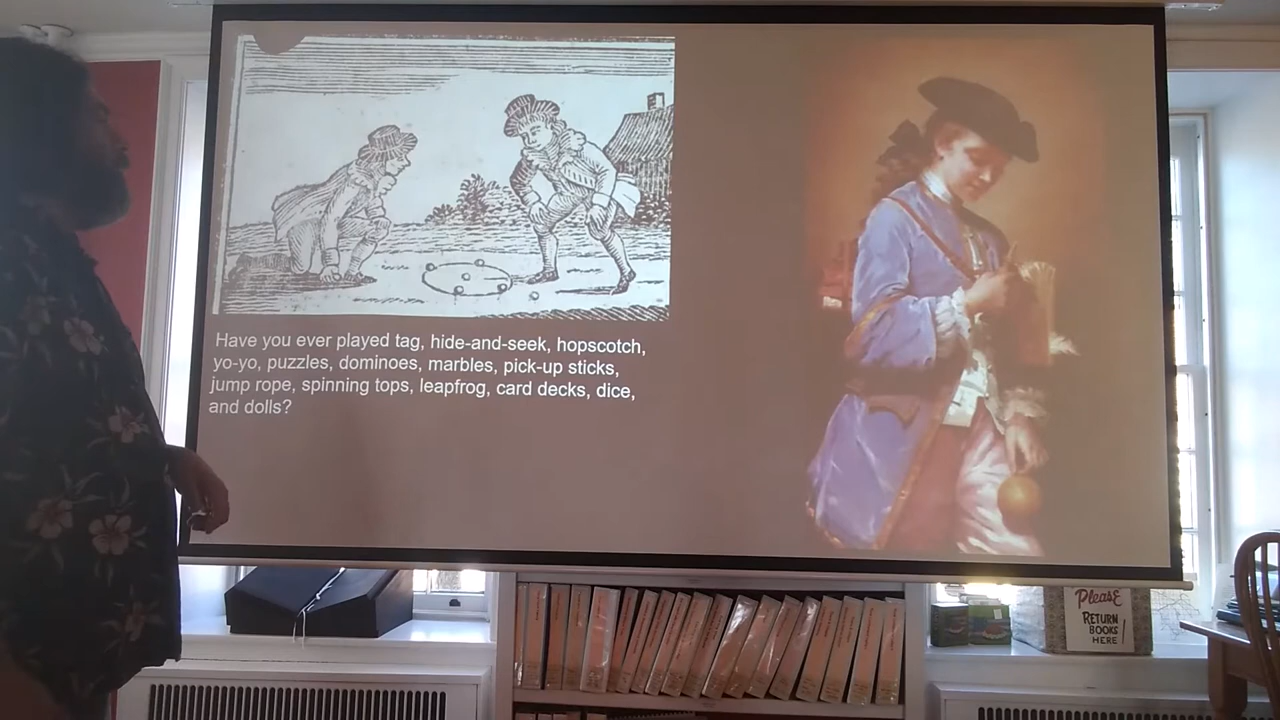 Have you ever played tag, hide-and-seek, hopscotch,
yo-yo, puzzles, dominoes, marbles, pick-up sticks,
jump rope, spinning tops, leapfrog, card decks, dice,
and dolls?
PLEASE
RETURN
BOOKS
HERE!